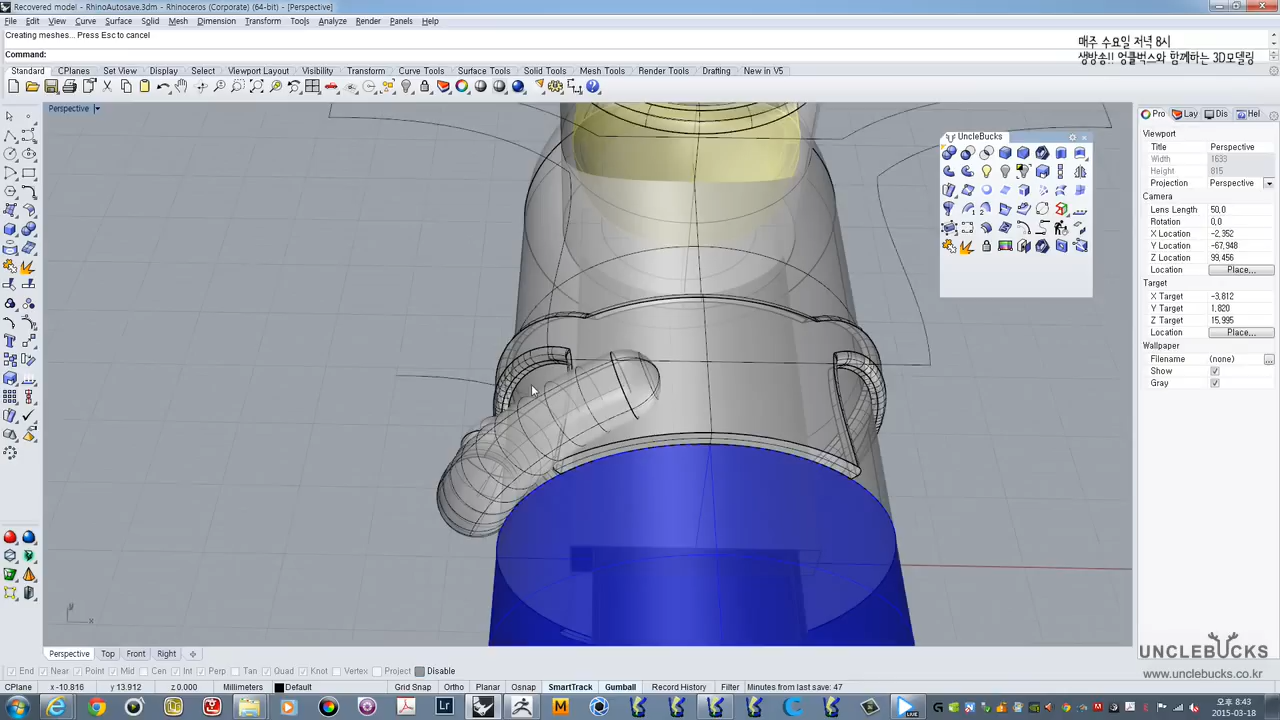 Recovered model - RhinoAutosave.3dm - Rhinoceros (Corporate) (64-bit) - [Perspective]
File Edit View Curve Surface Solid Mesh Dimension Transform Tools Analyze Render Panels Help
Creating meshes... Press Esc to cancel
Command:
매주 수요일 저녁 8시
생방송!! 엉클벅스와 함께하는 3D모델링
Standard CPlanes Set View Display Select Viewport Layout Visibility Transform Curve Tools Surface Tools Solid Tools Mesh Tools Render Tools Drafting New in V5
Perspective
UncleBucks
Pro Lay Dis Hel
Viewport
Title Perspective
Width 1633
Height 815
Projection Perspective
Camera
Lens Length 50,0
Rotation 0,0
X Location -2,352
Y Location -67,948
Z Location 99,456
Location Place...
Target
X Target -3,812
Y Target 1,820
Z Target 15,995
Location Place...
Wallpaper
Filename (none)
Show
Gray
y
x
Perspective Top Front Right
End Near Point Mid Cen Int Perp Tan Quad Knot Vertex Project Disable
CPlane x -10,816 y 13,912 z 0,000 Millimeters Default Grid Snap Ortho Planar Osnap SmartTrack Gumball Record History Filter Minutes from last save: 47
UNCLEBUCKS
www.unclebucks.co.kr
LIVE
오후 8:43
2015-03-18